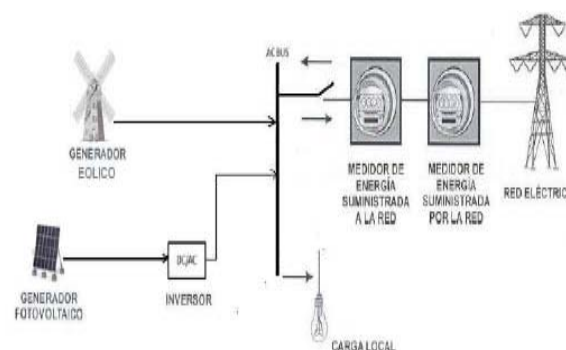 AC BUS
GENERADOR
EOLICO
MEDIDOR DE
ENERGÍA
SUMINISTRADA
A LA RED
MEDIDOR DE
ENERGÍA
SUMINISTRADA
POR LA RED
RED ELÉCTRIC
DC/AC
INVERSOR
GENERADOR
FOTOVOLTAICO
CARGA LOCAL